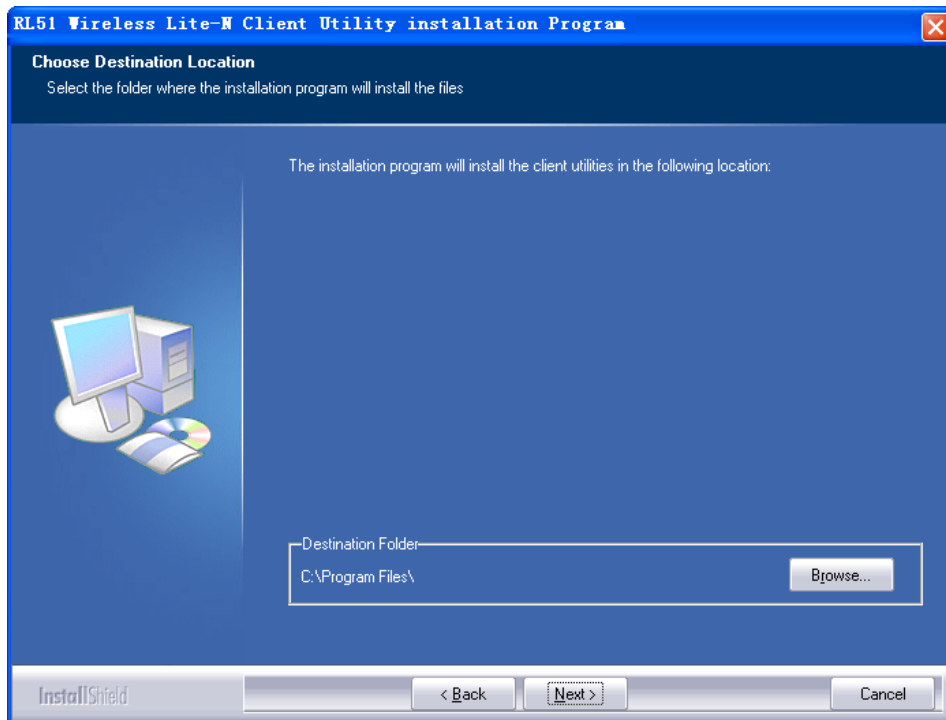 RL51 Wireless Lite-N Client Utility installation Program
Choose Destination Location
Select the folder where the installation program will install the files
The installation program will install the client utilities in the following location:
Destination Folder
C:\Program Files\
Browse...
InstallShield
< Back
Next >
Cancel